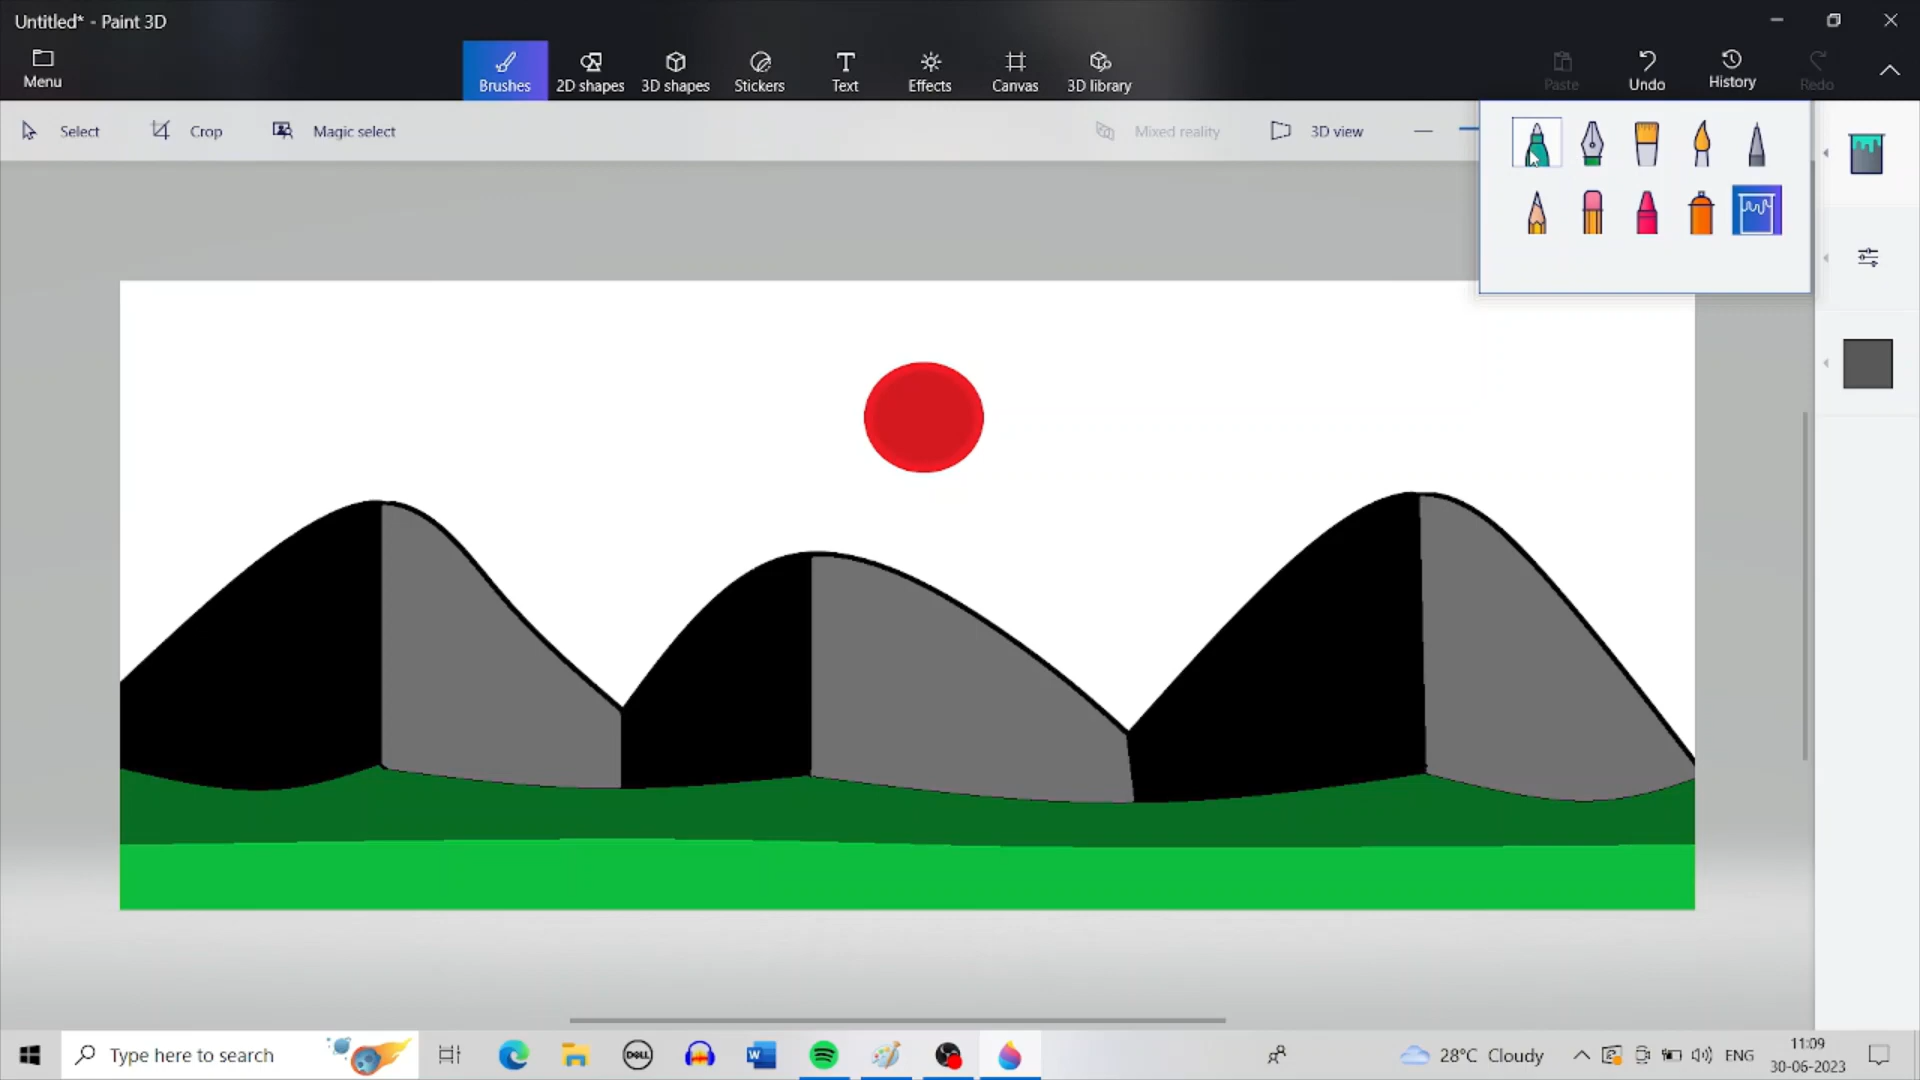 Untitled* - Paint 3D
Menu
Brushes
2D shapes
3D shapes
Stickers
Text
Effects
Canvas
3D library
Paste
Undo
History
Redo
Select
Crop
Magic select
Mixed reality
3D view
Type here to search
DELL
28°C Cloudy
ENG
11:09
30-06-2023